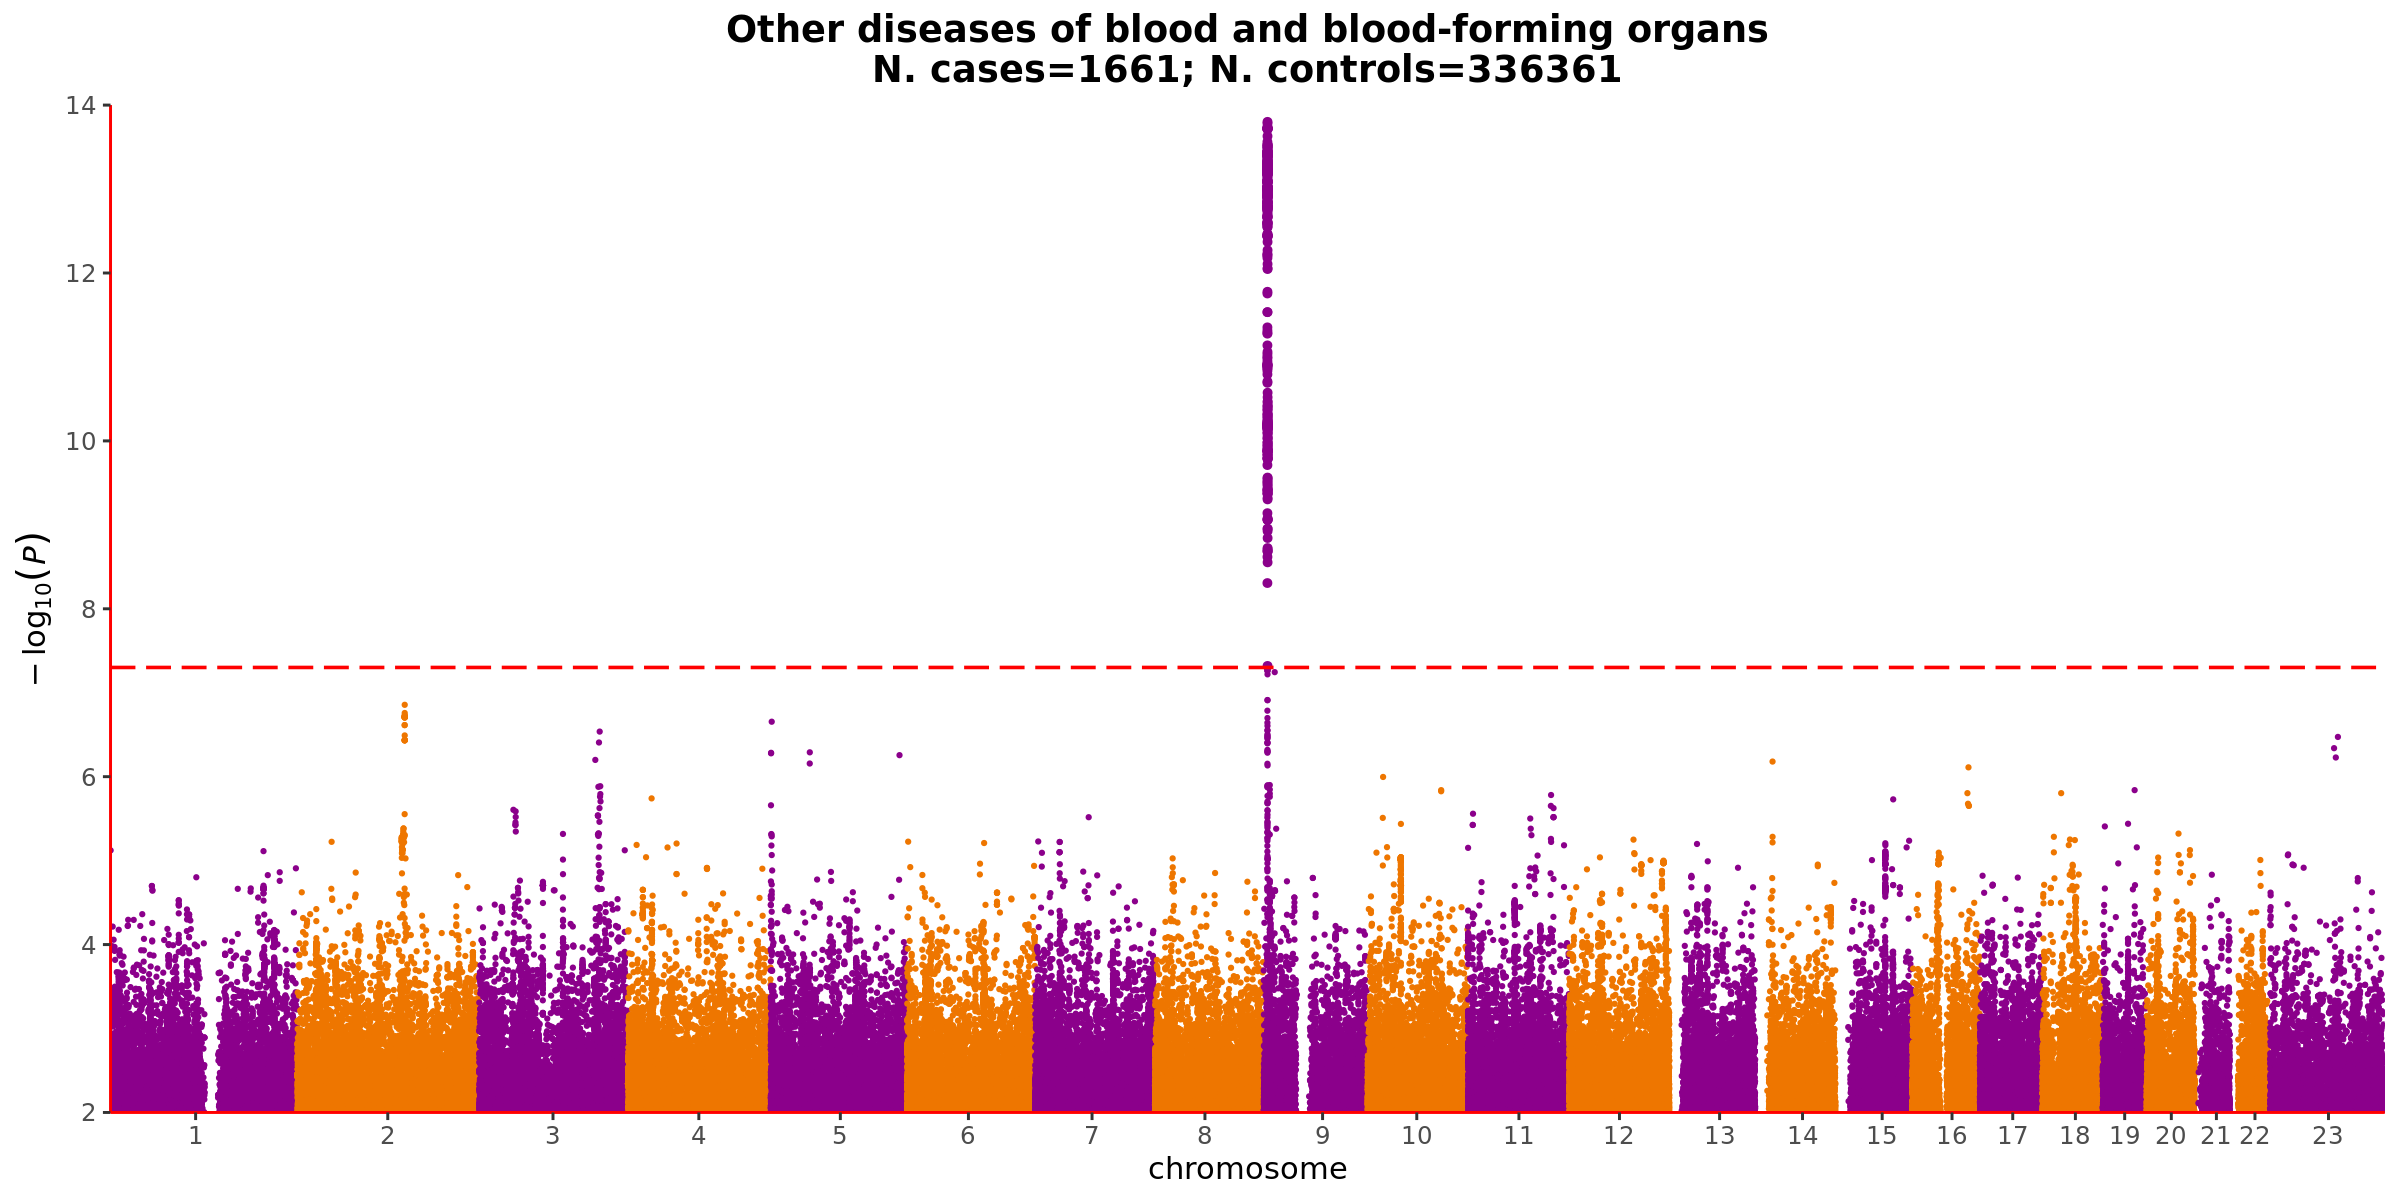 Other diseases of blood and blood-forming organs
N. cases=1661; N. controls=336361
14
12
10
8
6
4
2
− log10(P)
1 2 3 4 5 6 7 8 9 10 11 12 13 14 15 16 17 18 19 20 21 22 23
chromosome